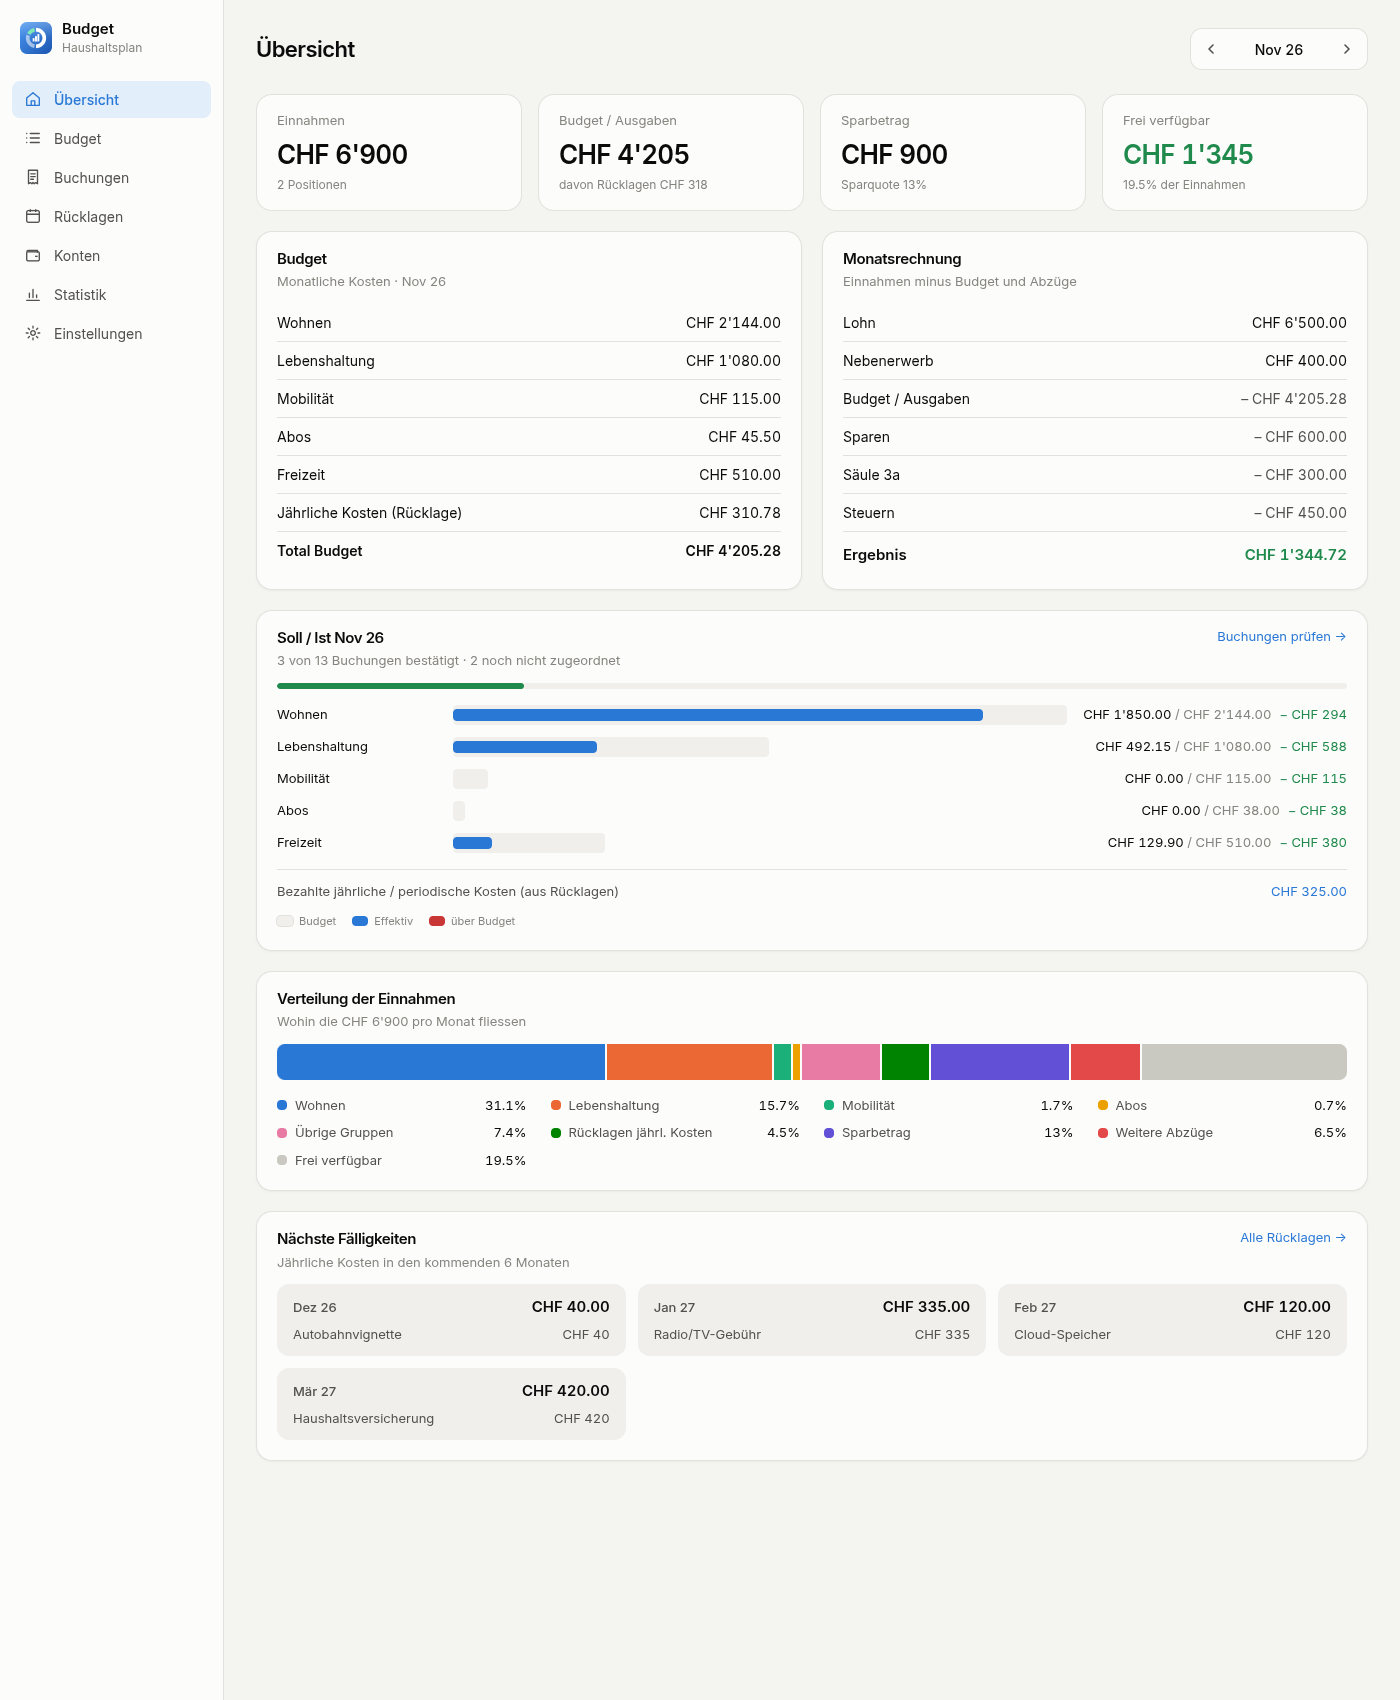 Budget
Haushaltsplan
Übersicht
Budget
Buchungen
Rücklagen
Konten
Statistik
Einstellungen
Übersicht
Nov 26
Einnahmen
CHF 6'900
2 Positionen
Budget / Ausgaben
CHF 4'205
davon Rücklagen CHF 318
Sparbetrag
CHF 900
Sparquote 13%
Frei verfügbar
CHF 1'345
19.5% der Einnahmen
Budget
Monatliche Kosten · Nov 26
Wohnen CHF 2'144.00
Lebenshaltung CHF 1'080.00
Mobilität CHF 115.00
Abos CHF 45.50
Freizeit CHF 510.00
Jährliche Kosten (Rücklage) CHF 310.78
Total Budget CHF 4'205.28
Monatsrechnung
Einnahmen minus Budget und Abzüge
Lohn CHF 6'500.00
Nebenerwerb CHF 400.00
Budget / Ausgaben – CHF 4'205.28
Sparen – CHF 600.00
Säule 3a – CHF 300.00
Steuern – CHF 450.00
Ergebnis CHF 1'344.72
Soll / Ist Nov 26 Buchungen prüfen →
3 von 13 Buchungen bestätigt · 2 noch nicht zugeordnet
Wohnen CHF 1'850.00 / CHF 2'144.00 – CHF 294
Lebenshaltung CHF 492.15 / CHF 1'080.00 – CHF 588
Mobilität CHF 0.00 / CHF 115.00 – CHF 115
Abos CHF 0.00 / CHF 38.00 – CHF 38
Freizeit CHF 129.90 / CHF 510.00 – CHF 380
Bezahlte jährliche / periodische Kosten (aus Rücklagen) CHF 325.00
Budget Effektiv über Budget
Verteilung der Einnahmen
Wohin die CHF 6'900 pro Monat fliessen
Wohnen 31.1% Lebenshaltung 15.7% Mobilität 1.7% Abos 0.7%
Übrige Gruppen 7.4% Rücklagen jährl. Kosten 4.5% Sparbetrag 13% Weitere Abzüge 6.5%
Frei verfügbar 19.5%
Nächste Fälligkeiten Alle Rücklagen →
Jährliche Kosten in den kommenden 6 Monaten
Dez 26 CHF 40.00
Autobahnvignette CHF 40
Jan 27 CHF 335.00
Radio/TV-Gebühr CHF 335
Feb 27 CHF 120.00
Cloud-Speicher CHF 120
Mär 27 CHF 420.00
Haushaltsversicherung CHF 420